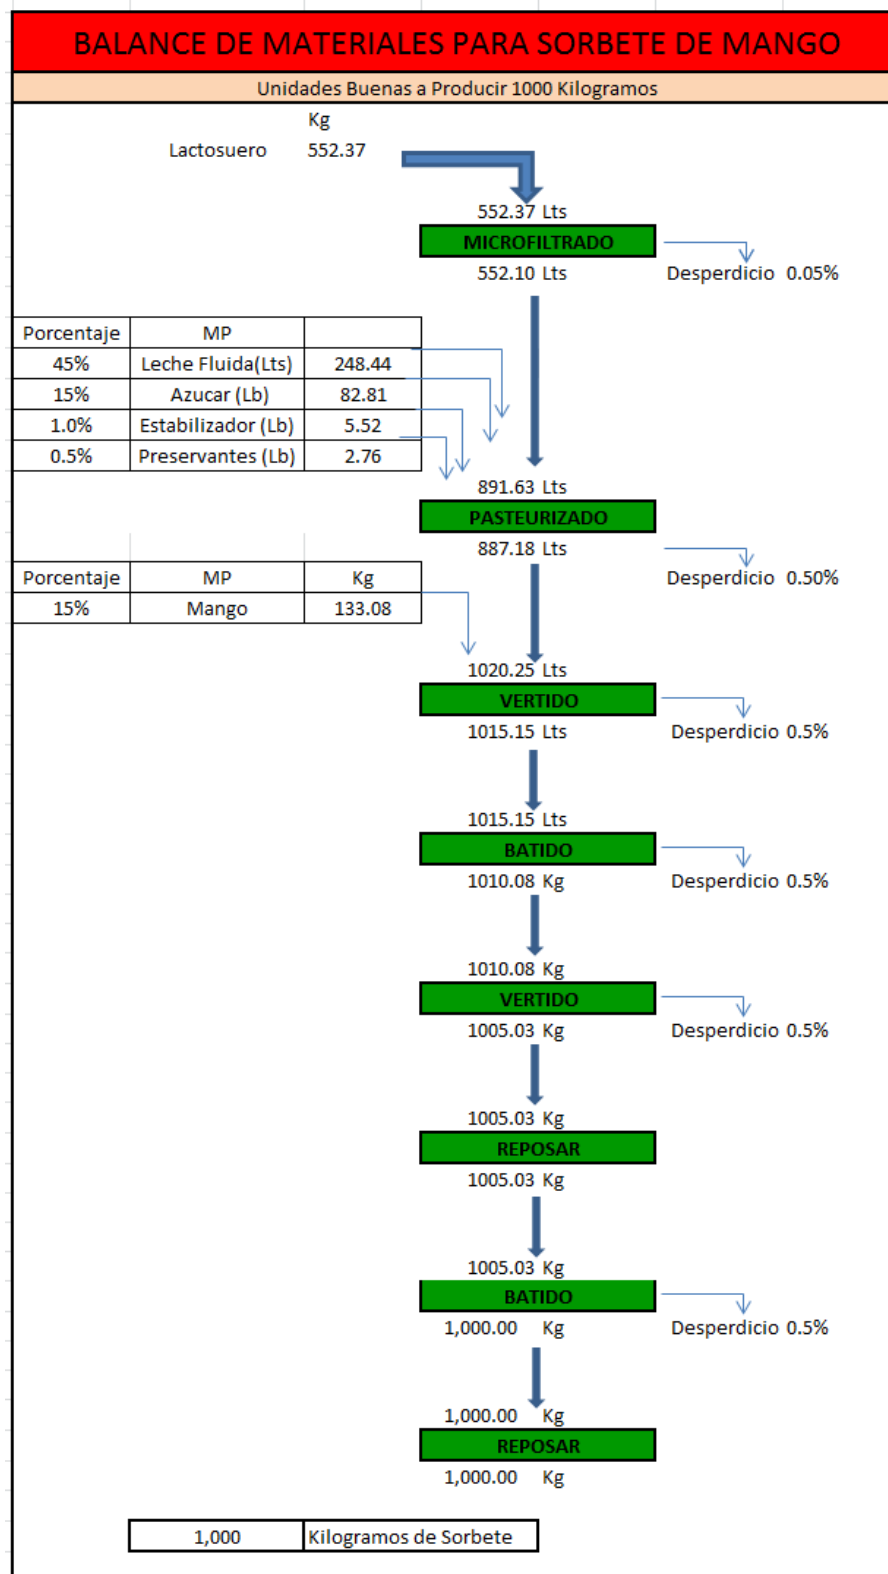 BALANCE DE MATERIALES PARA SORBETE DE MANGO
Unidades Buenas a Producir 1000 Kilogramos
Kg
Lactosuero 552.37
552.37 Lts
MICROFILTRADO
552.10 Lts Desperdicio 0.05%
Porcentaje MP
45% Leche Fluida(Lts) 248.44
15% Azucar (Lb) 82.81
1.0% Estabilizador (Lb) 5.52
0.5% Preservantes (Lb) 2.76
891.63 Lts
PASTEURIZADO
887.18 Lts Desperdicio 0.50%
Porcentaje MP Kg
15% Mango 133.08
1020.25 Lts
VERTIDO
1015.15 Lts Desperdicio 0.5%
1015.15 Lts
BATIDO
1010.08 Kg Desperdicio 0.5%
1010.08 Kg
VERTIDO
1005.03 Kg Desperdicio 0.5%
1005.03 Kg
REPOSAR
1005.03 Kg
1005.03 Kg
BATIDO
1,000.00 Kg Desperdicio 0.5%
1,000.00 Kg
REPOSAR
1,000.00 Kg
1,000 Kilogramos de Sorbete